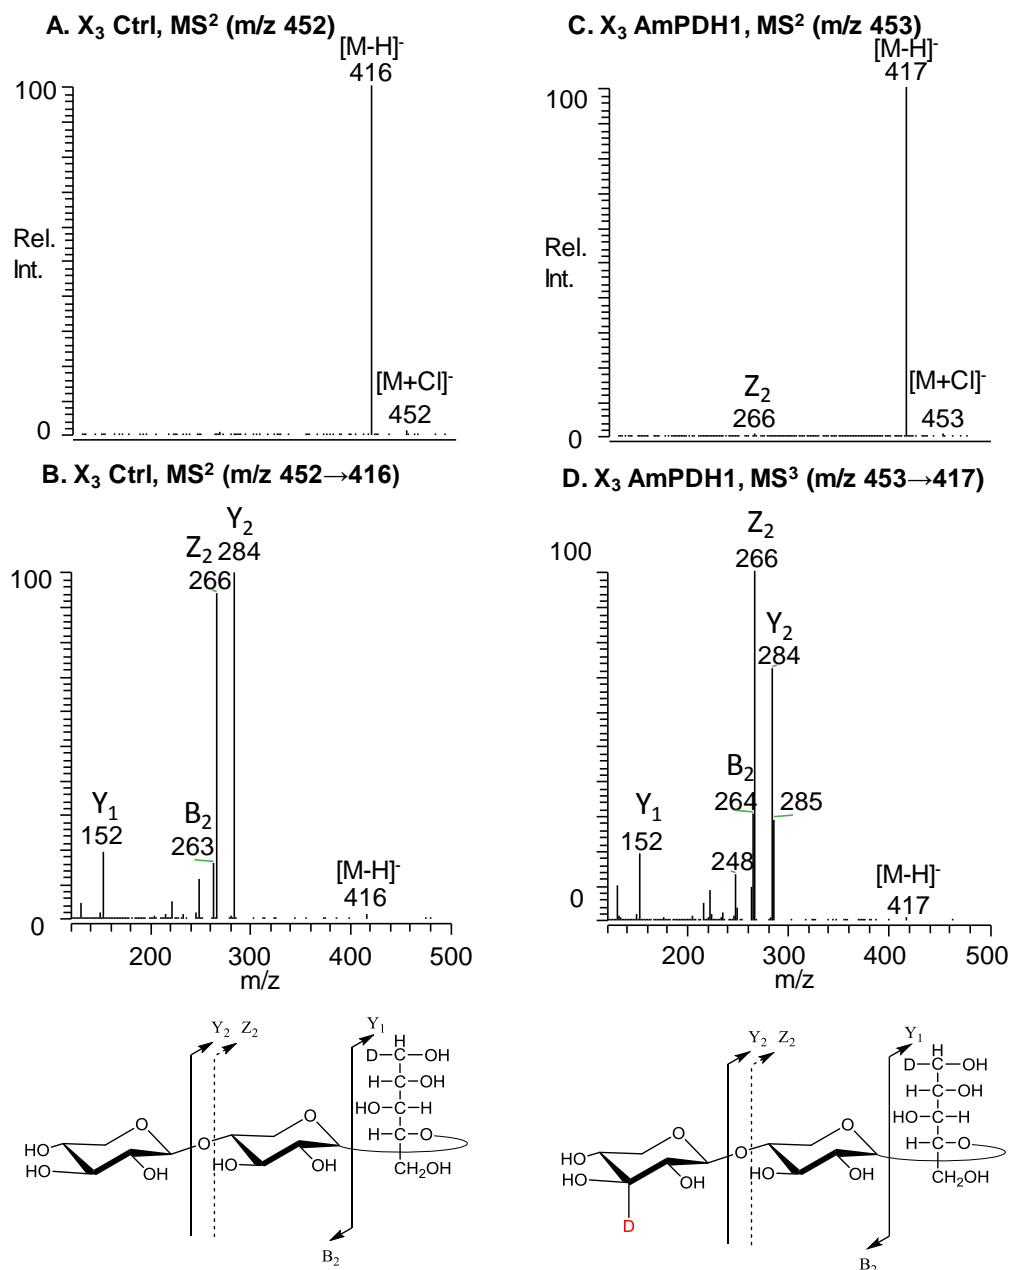 A. X3 Ctrl, MS2 (m/z 452)
[M-H]-
416
100
Rel.
Int.
[M+Cl]-
452
0
C. X3 AmPDH1, MS2 (m/z 453)
[M-H]-
417
100
Rel.
Int.
Z2
266
[M+Cl]-
453
0
B. X3 Ctrl, MS2 (m/z 452→416)
Y2
Z2 284
266
100
Y1
152
B2
263
[M-H]-
416
0
200 300 400 500
m/z
D. X3 AmPDH1, MS3 (m/z 453→417)
Z2
266
100
Y2
284
B2
264 285
Y1
152
248
[M-H]-
417
0
200 300 400 500
m/z
Y2 Z2
Y1
H
D C OH
H C OH
HO C H
H C O
CH2OH
O
O
O
HO
HO
OH
HO
OH
B2
Y2 Z2
Y1
H
D C OH
H C OH
HO C H
H C O
CH2OH
O
O
O
HO
HO
OH
HO
OH
D
B2